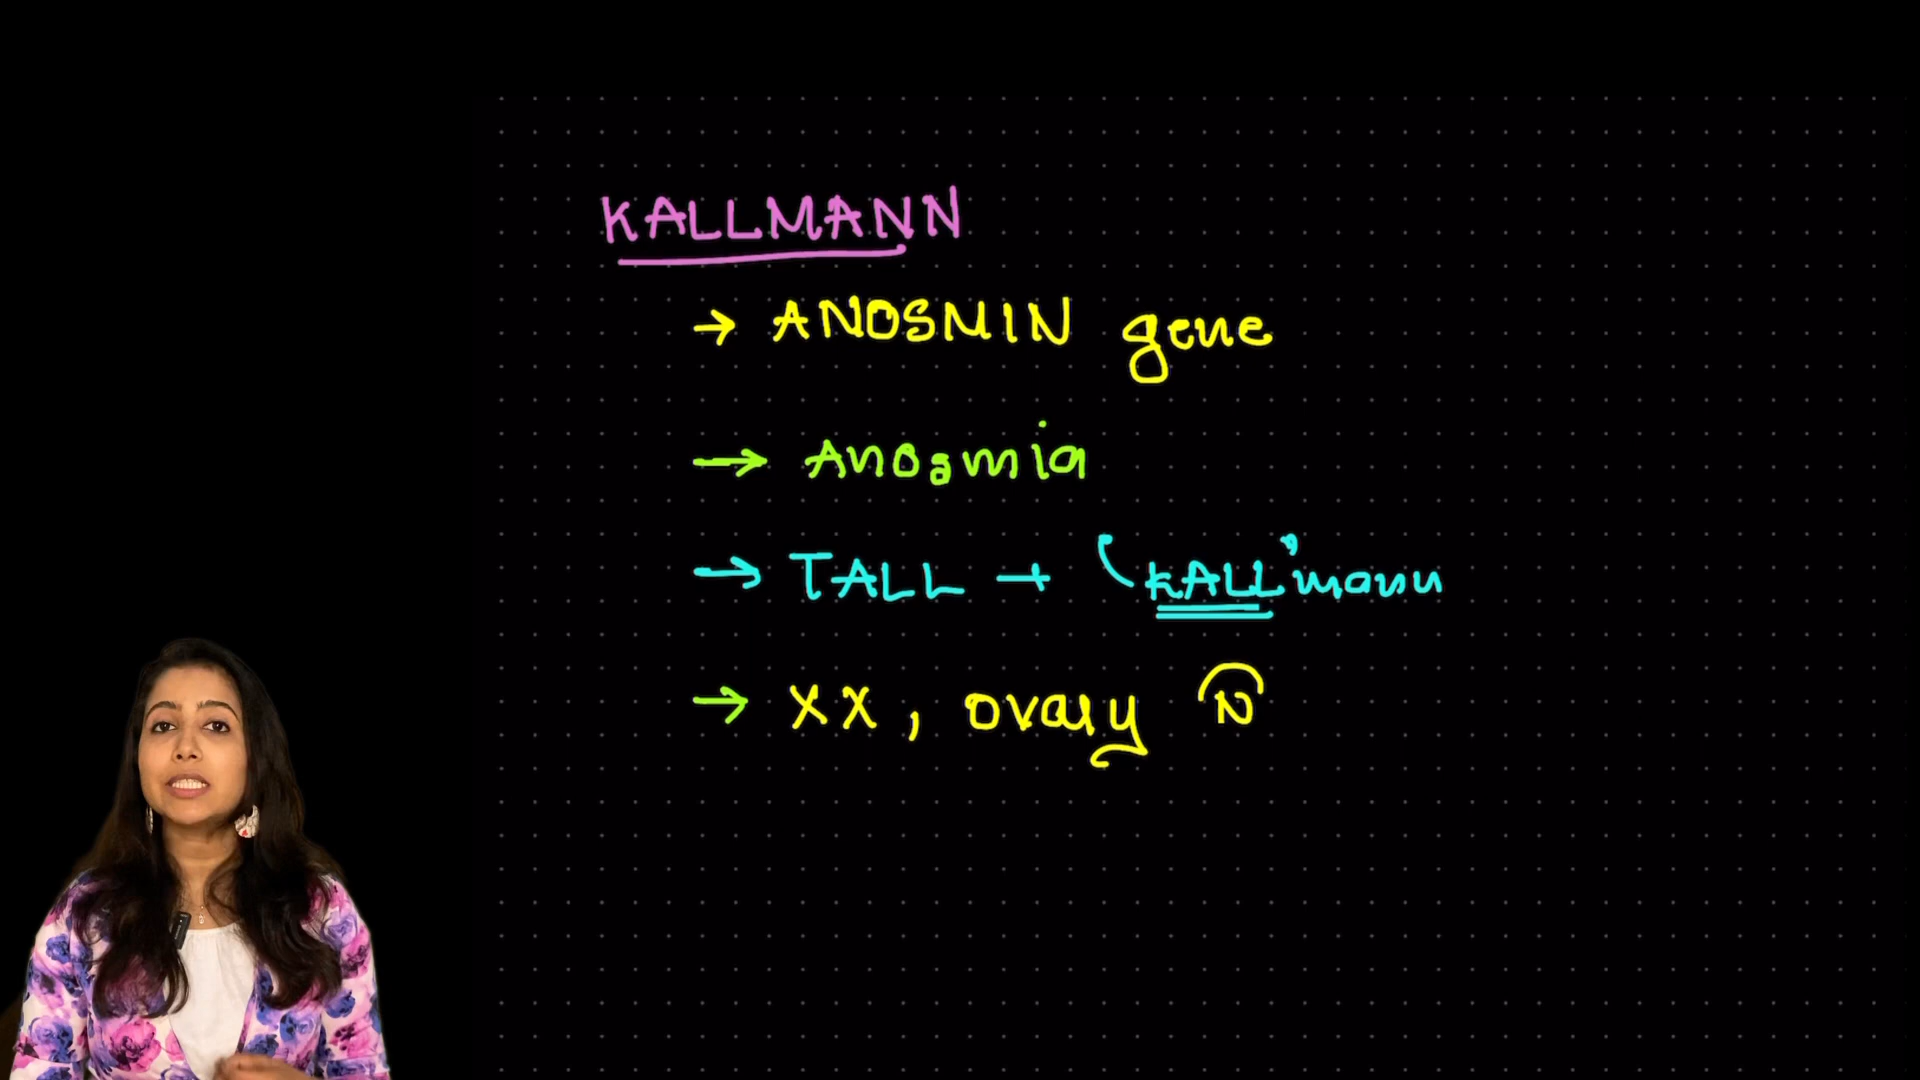 KALLMANN
→ ANOSMIN gene
→ Anosmia
→ TALL → KALL'mann
→ XX, ovary N